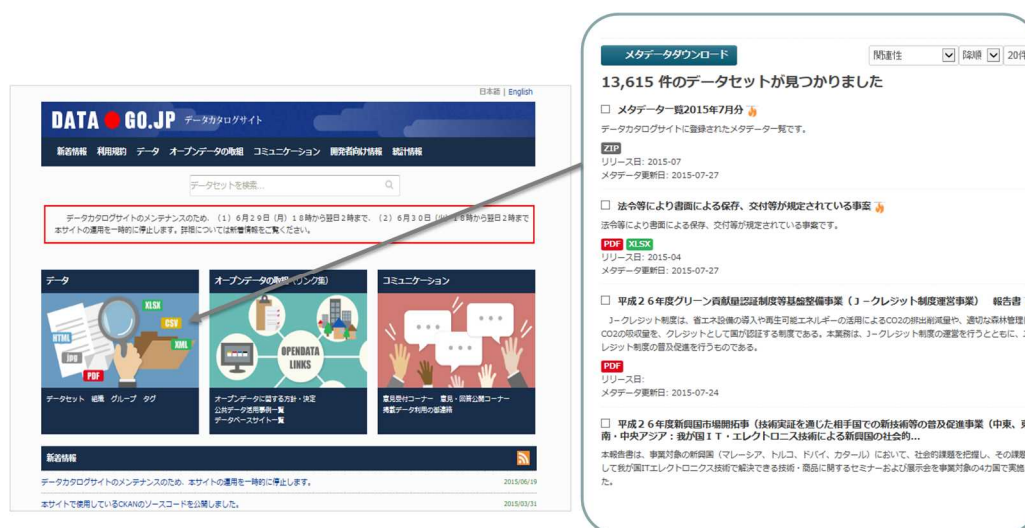 日本語 | English
DATA GO.JP データカタログサイト
新着情報 利用規約 データ オープンデータの取組 コミュニケーション 開発者向け情報 統計情報
データセットを検索...
データカタログサイトのメンテナンスのため、（1）６月２９日（月）１８時から翌日２時まで、（2）６月３０日（火）１８時から翌日２時まで
本サイトの運用を一時的に停止します。詳細については新着情報をご覧ください。
データ
オープンデータの取組（リンク集）
コミュニケーション
XLSX
CSV
HTML
XML
jpg
PDF
OPENDATA
LINKS
データセット 組織 グループ タグ
オープンデータに関する方針・決定
公共データ活用事例一覧
データベースサイト一覧
意見受付コーナー 意見・回答公開コーナー
掲載データ利用の御連絡
新着情報
データカタログサイトのメンテナンスのため、本サイトの運用を一時的に停止します。 2015/06/19
本サイトで使用しているCKANのソースコードを公開しました。 2015/03/31
メタデータダウンロード
関連性 降順 20件
13,615 件のデータセットが見つかりました
メタデータ一覧2015年7月分
データカタログサイトに登録されたメタデータ一覧です。
ZIP
リリース日: 2015-07
メタデータ更新日: 2015-07-27
法令等により書面による保存、交付等が規定されている事案
法令等により書面による保存、交付等が規定されている事案です。
PDF XLSX
リリース日: 2015-04
メタデータ更新日: 2015-07-27
平成２６年度グリーン貢献量認証制度等基盤整備事業（Ｊ－クレジット制度運営事業） 報告書
J－クレジット制度は、省エネ設備の導入や再生可能エネルギーの活用によるCO2の排出削減量や、適切な森林管理に
CO2の吸収量を、クレジットとして国が認証する制度である。本業務は、J－クレジット制度の運営を行うとともに、J
レジット制度の普及促進を行うものである。
PDF
リリース日:
メタデータ更新日: 2015-07-24
平成２６年度新興国市場開拓事（技術実証を通じた相手国での新技術等の普及促進事業（中東、東
南・中央アジア：我が国ＩＴ・エレクトロニクス技術による新興国の社会的...
本報告書は、事業対象の新興国（マレーシア、トルコ、ドバイ、カタール）において、社会的課題を把握し、その課題
して我が国ITエレクトロニクス技術で解決できる技術・商品に関するセミナーおよび展示会を事業対象の4カ国で実施
た。